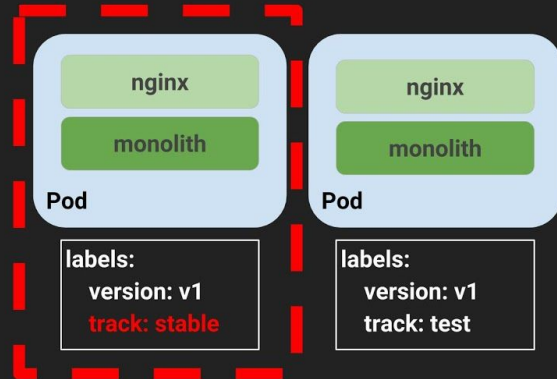 nginx
monolith
Pod
labels:
version: v1
track: stable
nginx
monolith
Pod
labels:
version: v1
track: test